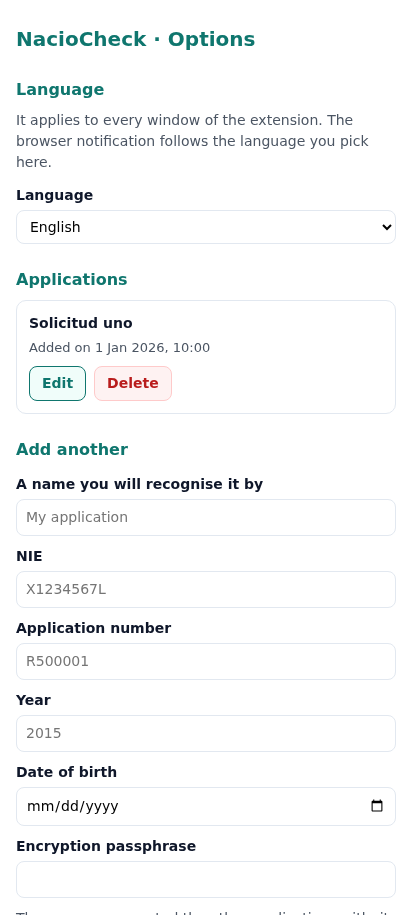 NacioCheck · Options
Language
It applies to every window of the extension. The
browser notification follows the language you pick
here.
Language
English
Applications
Solicitud uno
Added on 1 Jan 2026, 10:00
Edit
Delete
Add another
A name you will recognise it by
My application
NIE
X1234567L
Application number
R500001
Year
2015
Date of birth
mm/dd/yyyy
Encryption passphrase